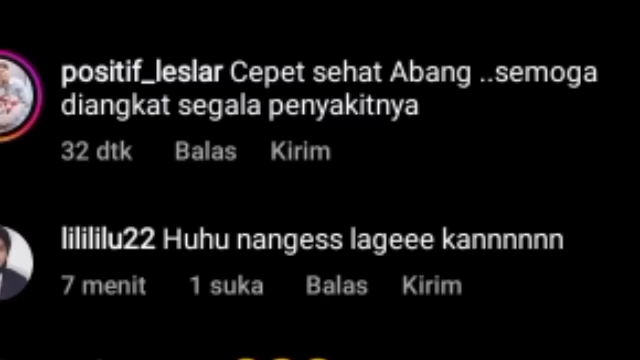 positif_leslar Cepet sehat Abang ..semoga
diangkat segala penyakitnya
32 dtk Balas Kirim
lilililu22 Huhu nangess lageee kannnnnn
7 menit 1 suka Balas Kirim